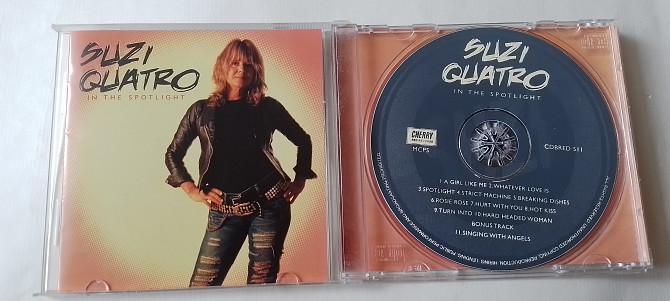 SUZI
QUATRO
IN THE SPOTLIGHT
SUZI
QUATRO
IN THE SPOTLIGHT
CHERRY
MCPS
CDBRED 511
1 A GIRL LIKE ME 2.WHATEVER LOVE IS
3.SPOTLIGHT 4 STRICT MACHINE 5 BREAKING DISHES
6.ROSIE ROSE 7.HURT WITH YOU 8.HOT KISS
9.TURN INTO 10 HARD HEADED WOMAN
BONUS TRACK
11.SINGING WITH ANGELS